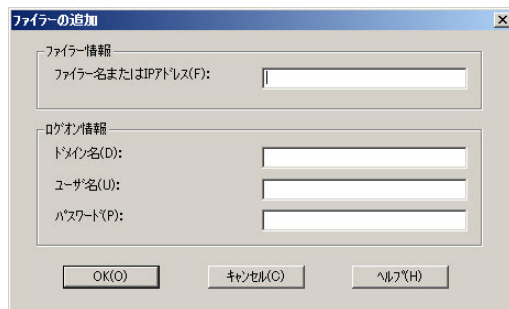 ファイラーの追加
ファイラー情報
ファイラー名またはIPアドレス(F):
ログオン情報
ドメイン名(D):
ユーザ名(U):
パスワード(P):
OK(O) キャンセル(C) ヘルプ(H)